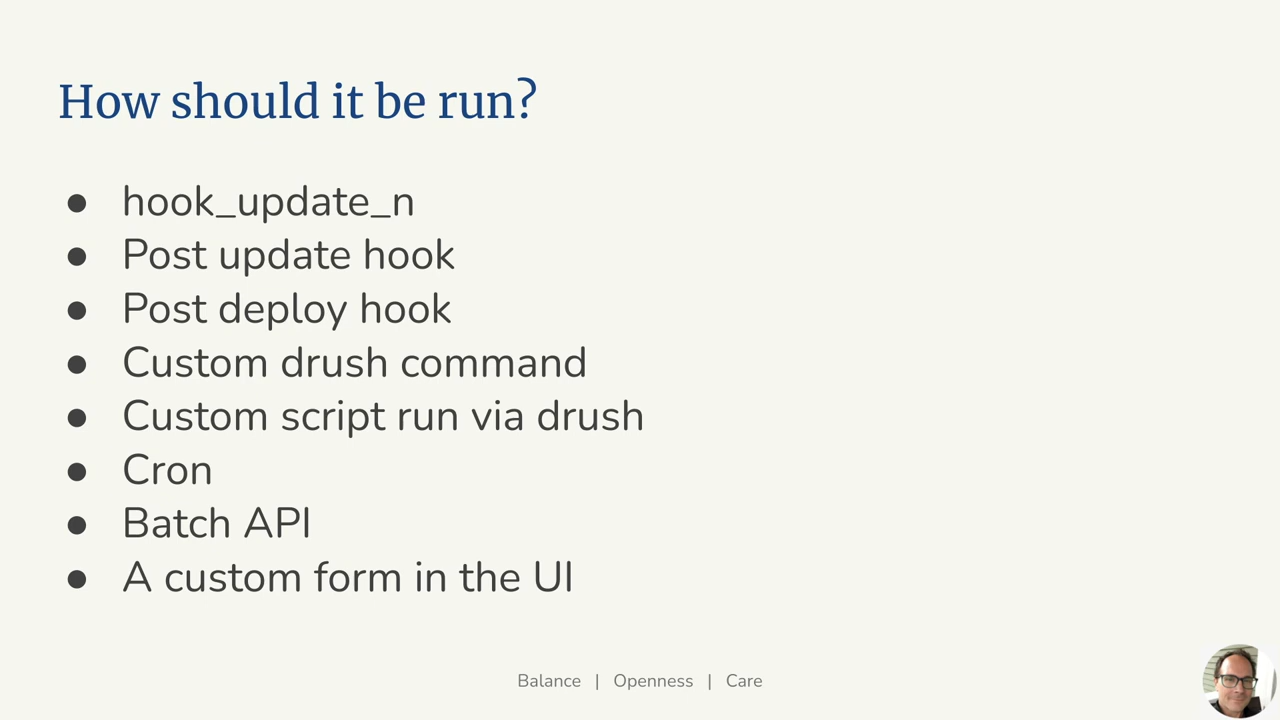 How should it be run?
● hook_update_n
● Post update hook
● Post deploy hook
● Custom drush command
● Custom script run via drush
● Cron
● Batch API
● A custom form in the UI
Balance | Openness | Care